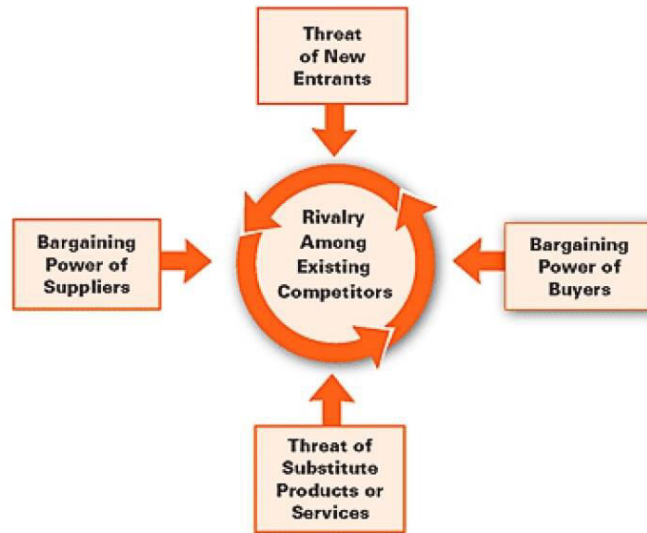 Threat
of New
Entrants
Rivalry
Among
Existing
Competitors
Bargaining
Power of
Suppliers
Bargaining
Power of
Buyers
Threat of
Substitute
Products or
Services